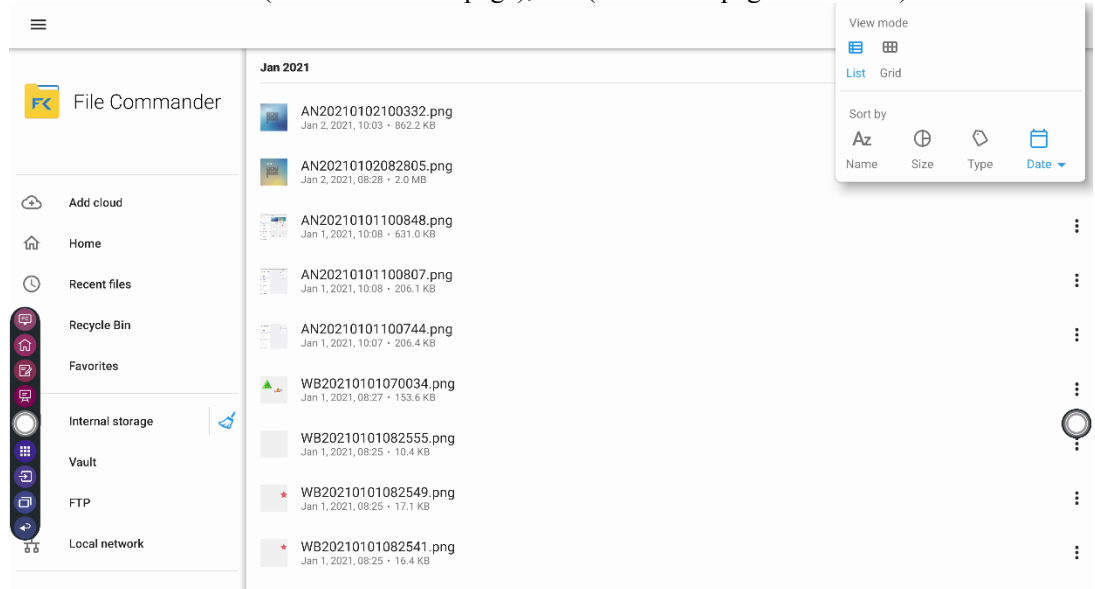 View mode
List Grid
Sort by
Name Size Type Date
File Commander
Add cloud
Home
Recent files
Recycle Bin
Favorites
Internal storage
Vault
FTP
Local network
Jan 2021
AN20210102100332.png
Jan 2, 2021, 10:03 • 862.2 KB
AN20210102082805.png
Jan 2, 2021, 08:28 • 2.0 MB
AN20210101100848.png
Jan 1, 2021, 10:08 • 631.0 KB
AN20210101100807.png
Jan 1, 2021, 10:08 • 206.1 KB
AN20210101100744.png
Jan 1, 2021, 10:07 • 206.4 KB
WB20210101070034.png
Jan 1, 2021, 08:27 • 153.6 KB
WB20210101082555.png
Jan 1, 2021, 08:25 • 10.4 KB
WB20210101082549.png
Jan 1, 2021, 08:25 • 17.1 KB
WB20210101082541.png
Jan 1, 2021, 08:25 • 16.4 KB